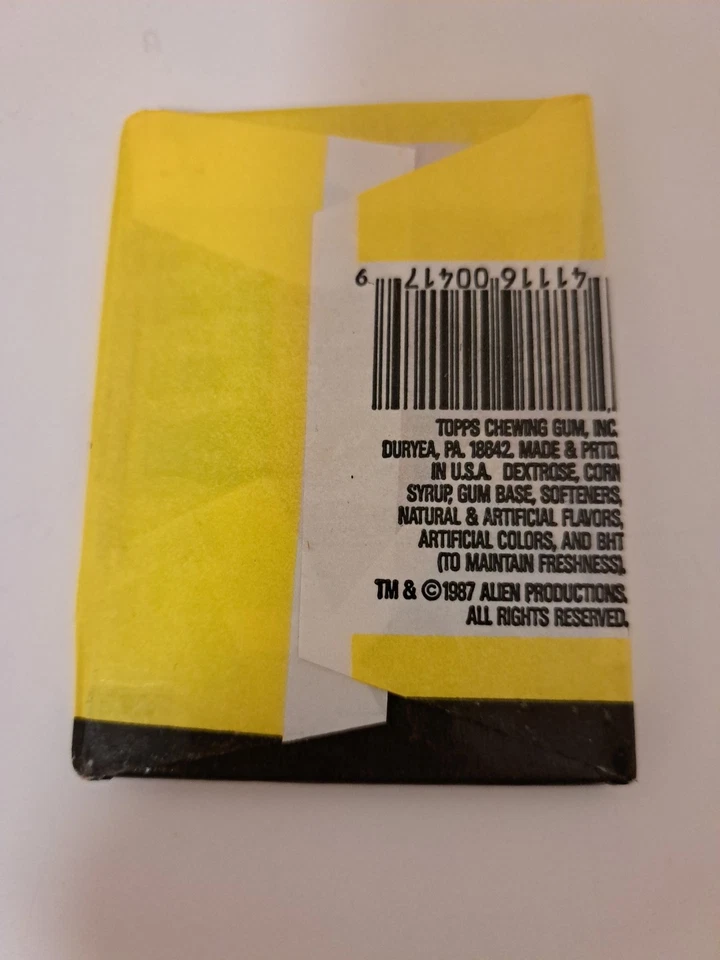 41116 00417 9
TOPPS CHEWING GUM, INC.
DURYEA, PA. 18642. MADE & PRTD.
IN U.S.A. DEXTROSE, CORN
SYRUP, GUM BASE, SOFTENERS,
NATURAL & ARTIFICIAL FLAVORS,
ARTIFICIAL COLORS, AND BHT
(TO MAINTAIN FRESHNESS).
TM & ©1987 ALIEN PRODUCTIONS.
ALL RIGHTS RESERVED.